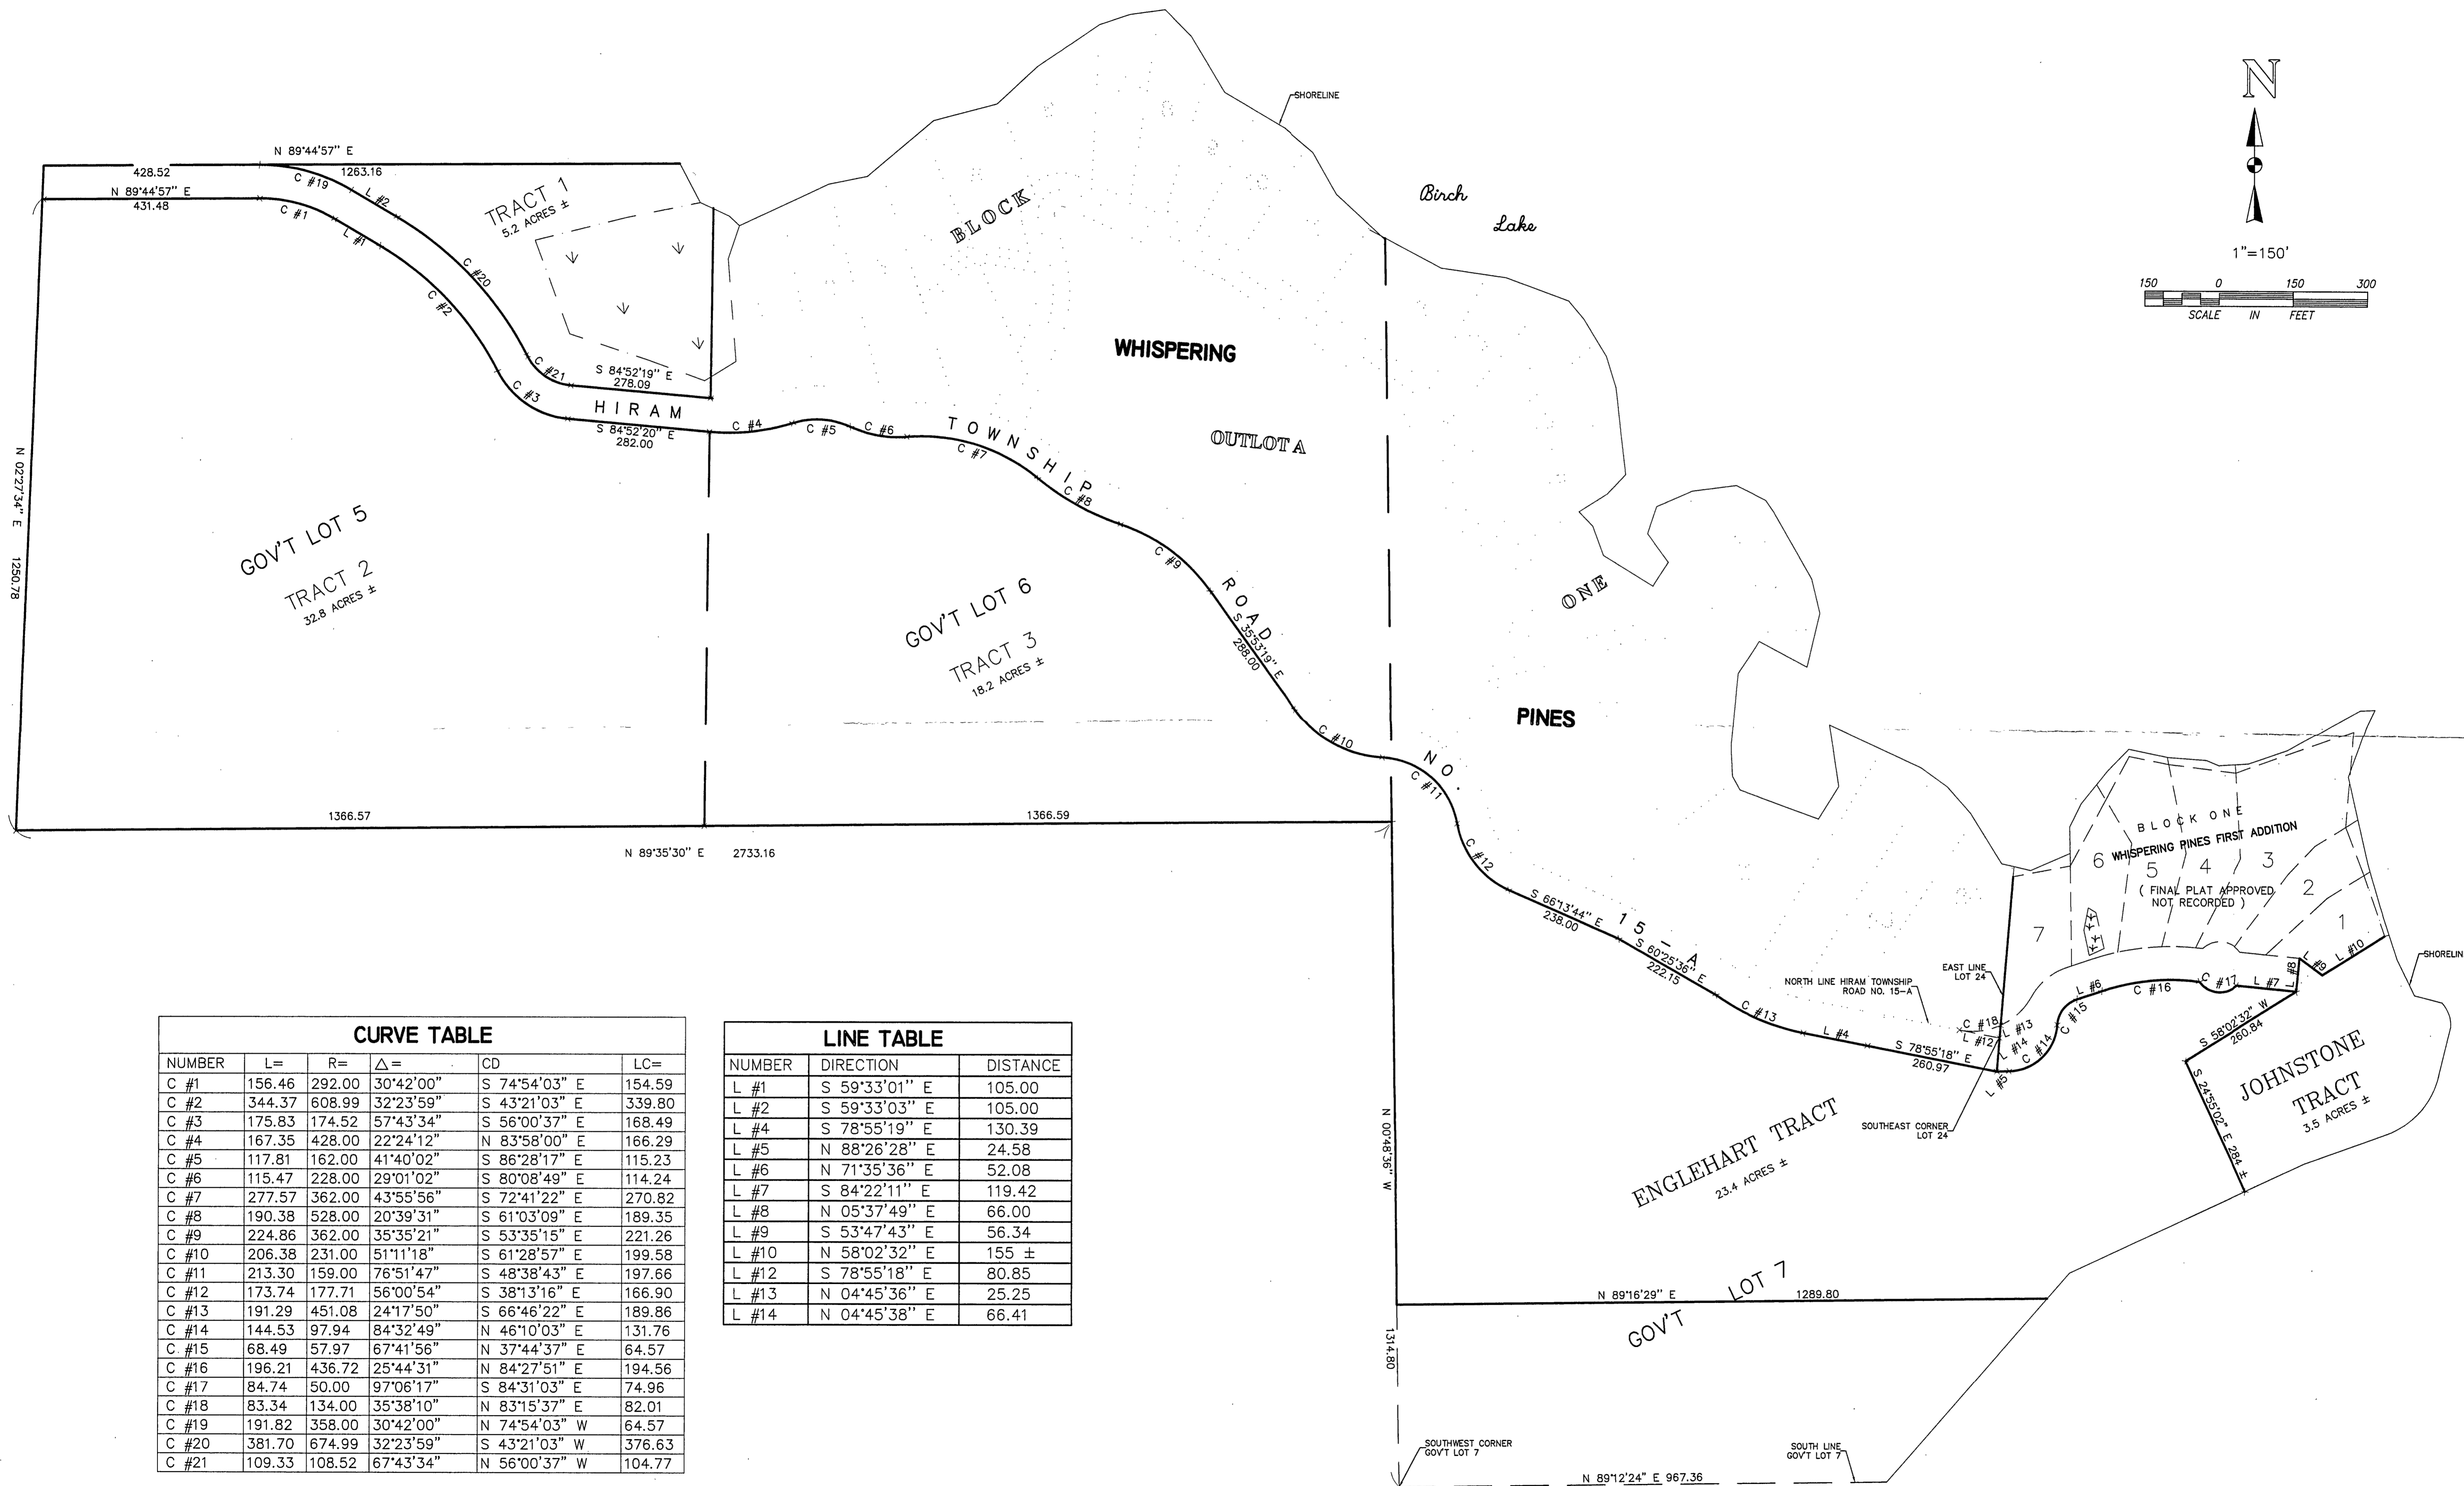 N
1"=150'
150 0 150 300
SCALE IN FEET
SHORELINE
Birch
Lake
N 89°44'57" E
428.52
1263.16
N 89°44'57" E
431.48
C #19
L #2
C #1
L #1
C #20
C #2
C #21
C #3
TRACT 1
5.2 ACRES ±
S 84°52'19" E
278.09
HIRAM
S 84°52'20" E
282.00
BLOCK
WHISPERING
OUTLOT A
ONE
PINES
C #4
C #5
C #6
TOWNSHIP
C #7
C #8
C #9
ROAD
S 35°53'19" E
288.00
C #10
NO.
C #11
C #12
N 02°27'34" E 1250.78
GOV'T LOT 5
TRACT 2
32.8 ACRES ±
GOV'T LOT 6
TRACT 3
18.2 ACRES ±
1366.57
1366.59
N 89°35'30" E 2733.16
S 66°13'44" E
238.00
15-A
S 60°25'36" E
222.15
C #13
L #4
S 78°55'18" E
260.97
NORTH LINE HIRAM TOWNSHIP
ROAD NO. 15-A
EAST LINE
LOT 24
C #18
L #12
L #13
L #14
L #5
C #14
C #15
L #6
C #16
C #17
L #7
L #8
L #9
L #10
BLOCK ONE
WHISPERING PINES FIRST ADDITION
6
5
4
3
( FINAL PLAT APPROVED
NOT RECORDED )
2
1
7
SHORELIN
S 58°02'32" W
260.84
S 24°55'02" E 284 ±
JOHNSTONE
TRACT
3.5 ACRES ±
SOUTHEAST CORNER
LOT 24
ENGLEHART TRACT
23.4 ACRES ±
N 00°48'36" W
1314.80
N 89°16'29" E
1289.80
GOV'T LOT 7
SOUTHWEST CORNER
GOV'T LOT 7
SOUTH LINE
GOV'T LOT 7
N 89°12'24" E 967.36
CURVE TABLE
NUMBER L= R= △= CD LC=
C #1 156.46 292.00 30°42'00" S 74°54'03" E 154.59
C #2 344.37 608.99 32°23'59" S 43°21'03" E 339.80
C #3 175.83 174.52 57°43'34" S 56°00'37" E 168.49
C #4 167.35 428.00 22°24'12" N 83°58'00" E 166.29
C #5 117.81 162.00 41°40'02" S 86°28'17" E 115.23
C #6 115.47 228.00 29°01'02" S 80°08'49" E 114.24
C #7 277.57 362.00 43°55'56" S 72°41'22" E 270.82
C #8 190.38 528.00 20°39'31" S 61°03'09" E 189.35
C #9 224.86 362.00 35°35'21" S 53°35'15" E 221.26
C #10 206.38 231.00 51°11'18" S 61°28'57" E 199.58
C #11 213.30 159.00 76°51'47" S 48°38'43" E 197.66
C #12 173.74 177.71 56°00'54" S 38°13'16" E 166.90
C #13 191.29 451.08 24°17'50" S 66°46'22" E 189.86
C #14 144.53 97.94 84°32'49" N 46°10'03" E 131.76
C #15 68.49 57.97 67°41'56" N 37°44'37" E 64.57
C #16 196.21 436.72 25°44'31" N 84°27'51" E 194.56
C #17 84.74 50.00 97°06'17" S 84°31'03" E 74.96
C #18 83.34 134.00 35°38'10" N 83°15'37" E 82.01
C #19 191.82 358.00 30°42'00" N 74°54'03" W 64.57
C #20 381.70 674.99 32°23'59" S 43°21'03" W 376.63
C #21 109.33 108.52 67°43'34" N 56°00'37" W 104.77
LINE TABLE
NUMBER DIRECTION DISTANCE
L #1 S 59°33'01" E 105.00
L #2 S 59°33'03" E 105.00
L #4 S 78°55'19" E 130.39
L #5 N 88°26'28" E 24.58
L #6 N 71°35'36" E 52.08
L #7 S 84°22'11" E 119.42
L #8 N 05°37'49" E 66.00
L #9 S 53°47'43" E 56.34
L #10 N 58°02'32" E 155 ±
L #12 S 78°55'18" E 80.85
L #13 N 04°45'36" E 25.25
L #14 N 04°45'38" E 66.41